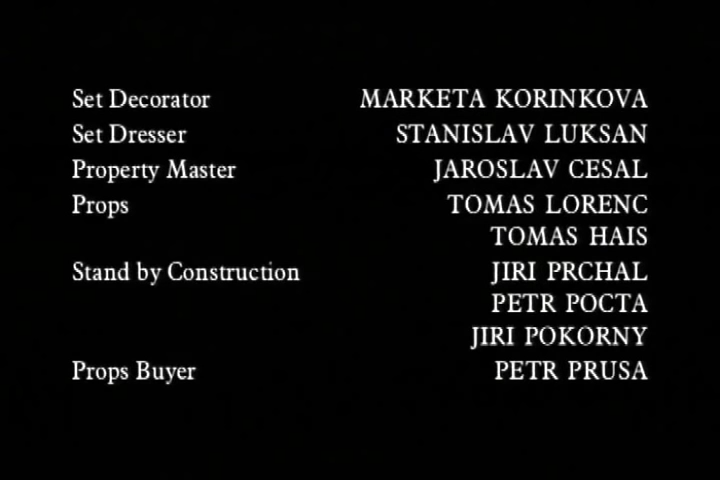 Set Decorator MARKETA KORINKOVA
Set Dresser STANISLAV LUKSAN
Property Master JAROSLAV CESAL
Props TOMAS LORENC
TOMAS HAIS
Stand by Construction JIRI PRCHAL
PETR POCTA
JIRI POKORNY
Props Buyer PETR PRUSA